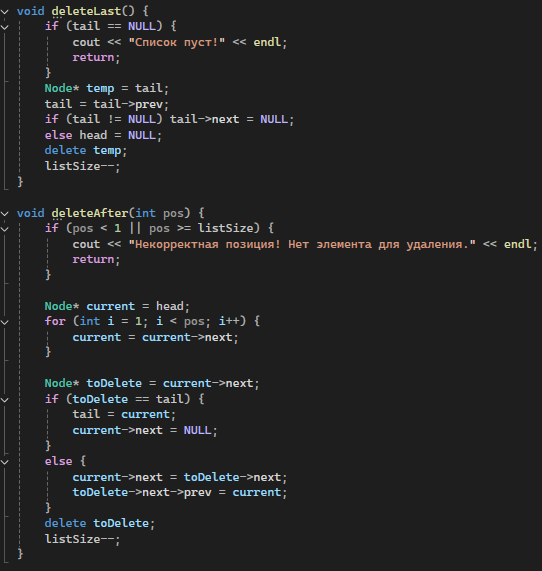 void deleteLast() {
    if (tail == NULL) {
        cout << "Список пуст!" << endl;
        return;
    }
    Node* temp = tail;
    tail = tail->prev;
    if (tail != NULL) tail->next = NULL;
    else head = NULL;
    delete temp;
    listSize--;
}

void deleteAfter(int pos) {
    if (pos < 1 || pos >= listSize) {
        cout << "Некорректная позиция! Нет элемента для удаления." << endl;
        return;
    }

    Node* current = head;
    for (int i = 1; i < pos; i++) {
        current = current->next;
    }

    Node* toDelete = current->next;
    if (toDelete == tail) {
        tail = current;
        current->next = NULL;
    }
    else {
        current->next = toDelete->next;
        toDelete->next->prev = current;
    }
    delete toDelete;
    listSize--;
}